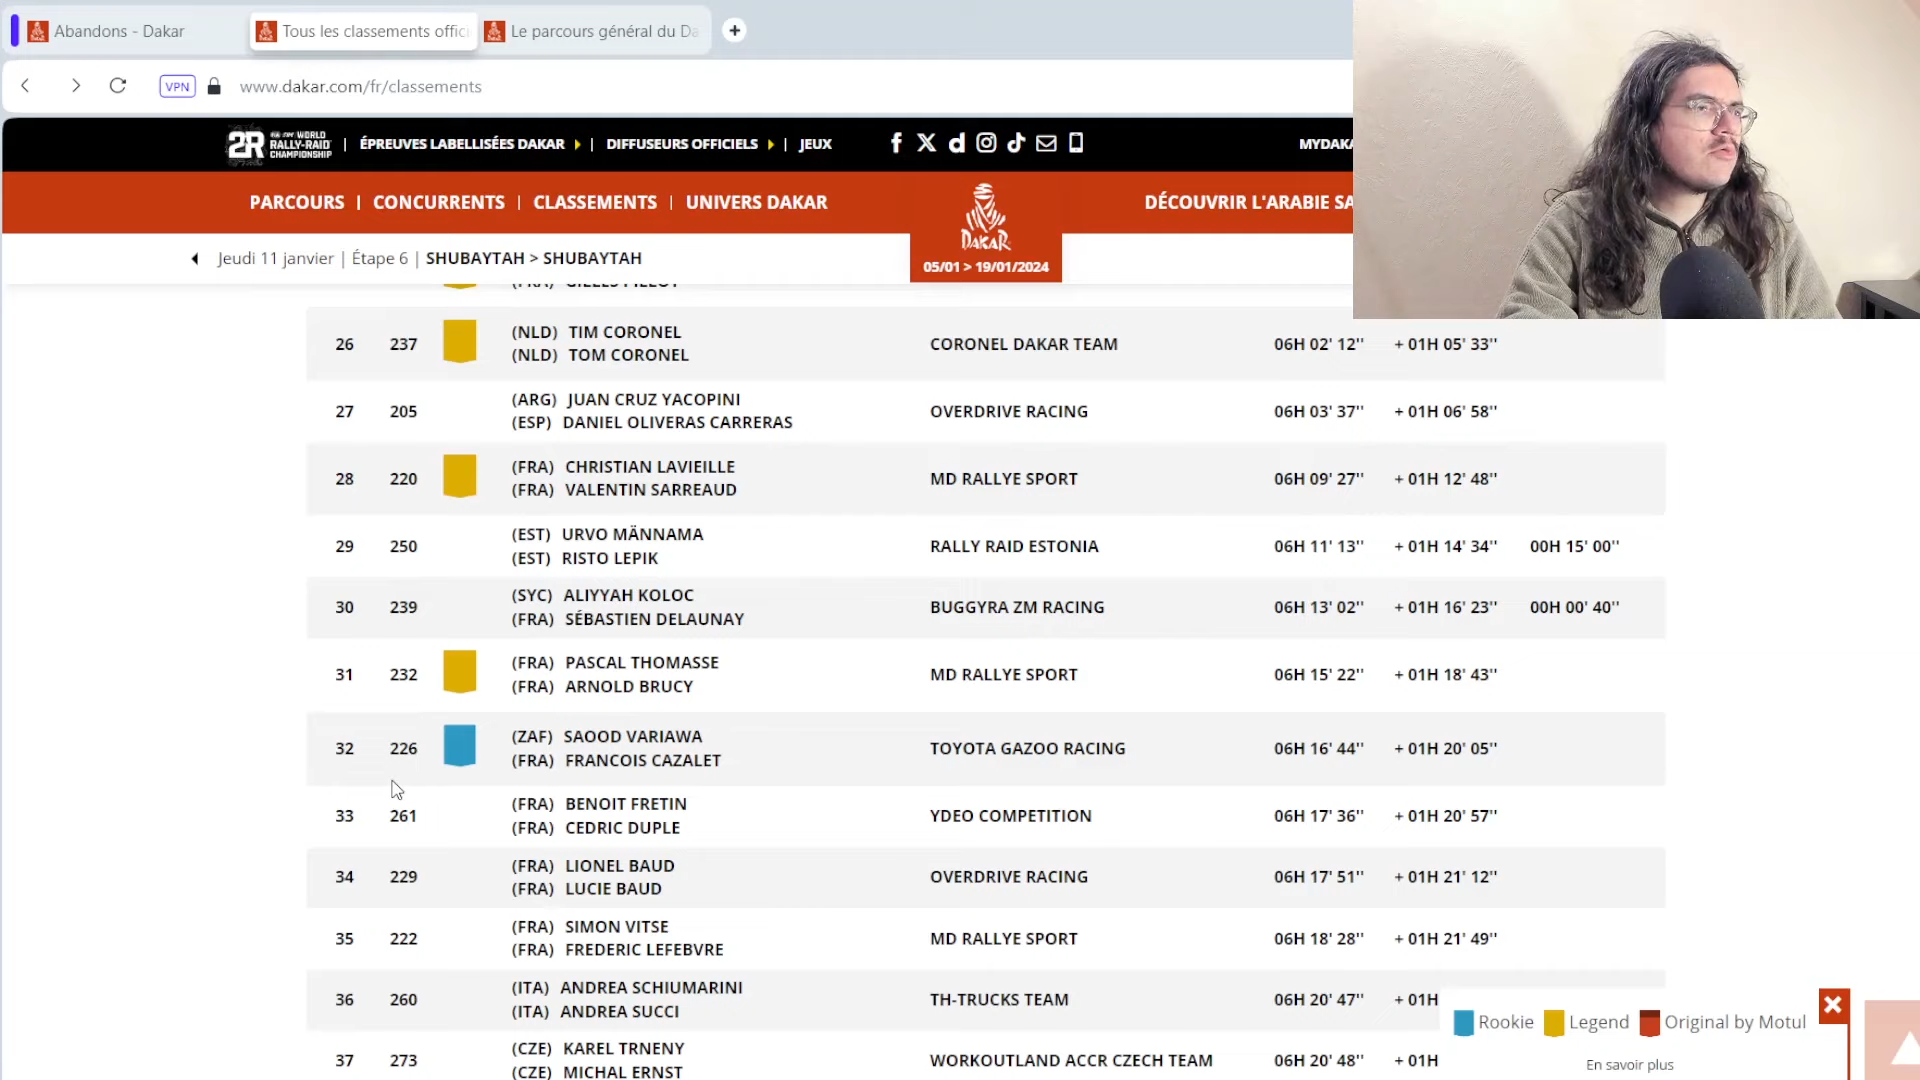 Abandons - Dakar
Tous les classements offic
Le parcours général du Da
VPN
www.dakar.com/fr/classements
2R WORLD RALLY-RAID CHAMPIONSHIP | ÉPREUVES LABELLISÉES DAKAR | DIFFUSEURS OFFICIELS | JEUX
MYDAKA
PARCOURS | CONCURRENTS | CLASSEMENTS | UNIVERS DAKAR
DÉCOUVRIR L'ARABIE SA
DAKAR
05/01 > 19/01/2024
Jeudi 11 janvier | Étape 6 | SHUBAYTAH > SHUBAYTAH
26 237 (NLD) TIM CORONEL CORONEL DAKAR TEAM 06H 02' 12'' + 01H 05' 33''
(NLD) TOM CORONEL
27 205 (ARG) JUAN CRUZ YACOPINI OVERDRIVE RACING 06H 03' 37'' + 01H 06' 58''
(ESP) DANIEL OLIVERAS CARRERAS
28 220 (FRA) CHRISTIAN LAVIEILLE MD RALLYE SPORT 06H 09' 27'' + 01H 12' 48''
(FRA) VALENTIN SARREAUD
29 250 (EST) URVO MÄNNAMA RALLY RAID ESTONIA 06H 11' 13'' + 01H 14' 34'' 00H 15' 00''
(EST) RISTO LEPIK
30 239 (SYC) ALIYYAH KOLOC BUGGYRA ZM RACING 06H 13' 02'' + 01H 16' 23'' 00H 00' 40''
(FRA) SÉBASTIEN DELAUNAY
31 232 (FRA) PASCAL THOMASSE MD RALLYE SPORT 06H 15' 22'' + 01H 18' 43''
(FRA) ARNOLD BRUCY
32 226 (ZAF) SAOOD VARIAWA TOYOTA GAZOO RACING 06H 16' 44'' + 01H 20' 05''
(FRA) FRANCOIS CAZALET
33 261 (FRA) BENOIT FRETIN YDEO COMPETITION 06H 17' 36'' + 01H 20' 57''
(FRA) CEDRIC DUPLE
34 229 (FRA) LIONEL BAUD OVERDRIVE RACING 06H 17' 51'' + 01H 21' 12''
(FRA) LUCIE BAUD
35 222 (FRA) SIMON VITSE MD RALLYE SPORT 06H 18' 28'' + 01H 21' 49''
(FRA) FREDERIC LEFEBVRE
36 260 (ITA) ANDREA SCHIUMARINI TH-TRUCKS TEAM 06H 20' 47'' + 01H
(ITA) ANDREA SUCCI
37 273 (CZE) KAREL TRNENY WORKOUTLAND ACCR CZECH TEAM 06H 20' 48'' + 01H
(CZE) MICHAL ERNST
Rookie Legend Original by Motul
En savoir plus